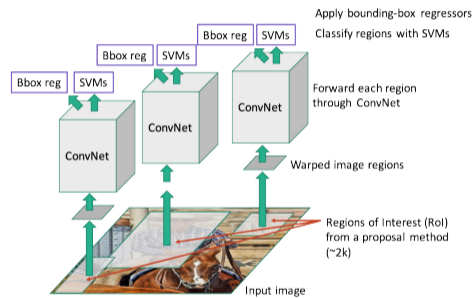 Apply bounding-box regressors
Bbox reg SVMs Classify regions with SVMs
Bbox reg SVMs
Bbox reg SVMs
Forward each region
through ConvNet
ConvNet
ConvNet
ConvNet
Warped image regions
Regions of Interest (RoI)
from a proposal method
(~2k)
Input image